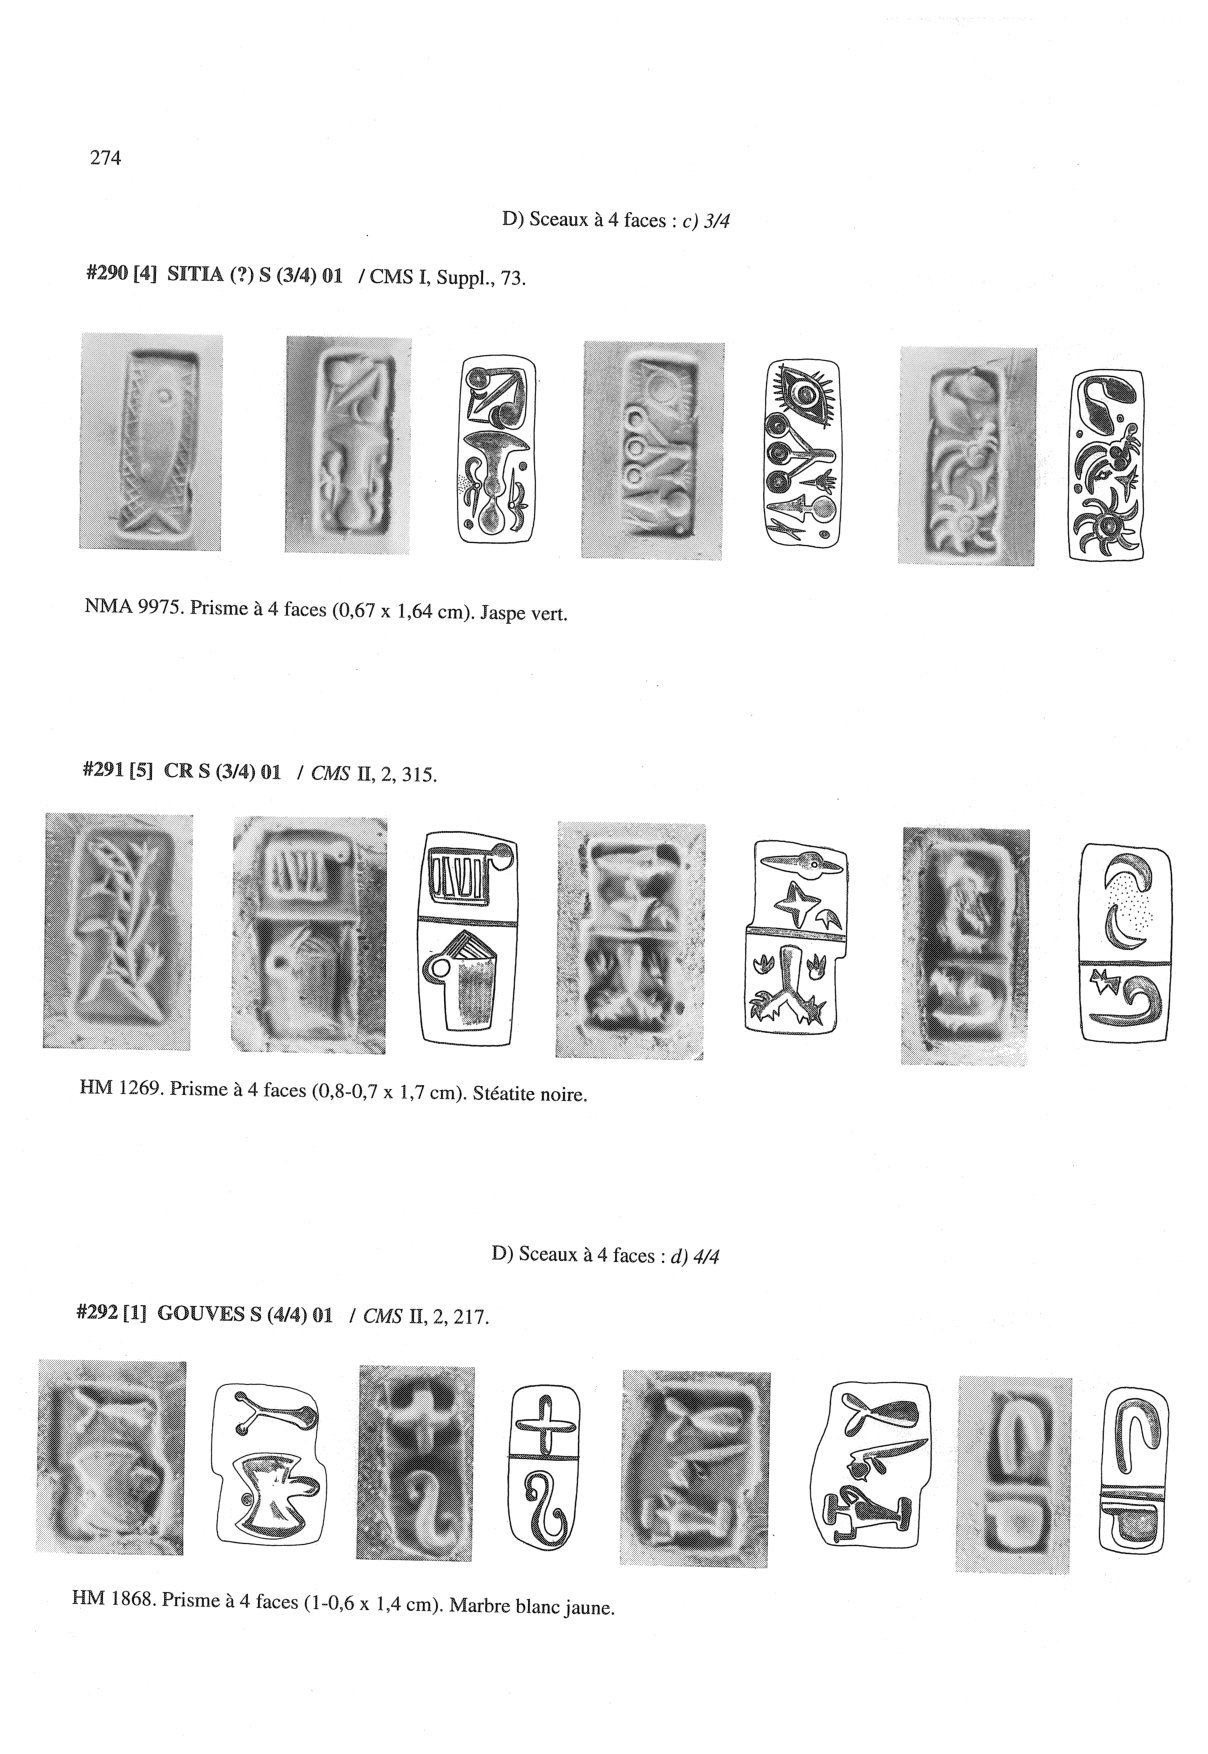 274
D) Sceaux à 4 faces : c) 3/4
#290 [4] SITIA (?) S (3/4) 01 / CMS I, Suppl., 73.
NMA 9975. Prisme à 4 faces (0,67 x 1,64 cm). Jaspe vert.
#291 [5] CR S (3/4) 01 / CMS II, 2, 315.
HM 1269. Prisme à 4 faces (0,8-0,7 x 1,7 cm). Stéatite noire.
D) Sceaux à 4 faces : d) 4/4
#292 [1] GOUVES S (4/4) 01 / CMS II, 2, 217.
HM 1868. Prisme à 4 faces (1-0,6 x 1,4 cm). Marbre blanc jaune.